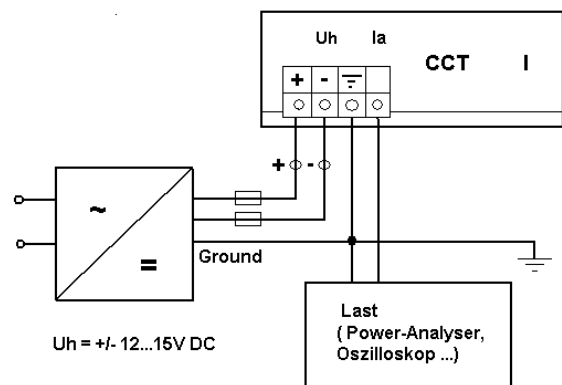 Uh Ia
CCT I
+ -
+ -
~
=
Ground
Last
( Power-Analyser,
Oszilloskop ...)
Uh = +/- 12...15V DC